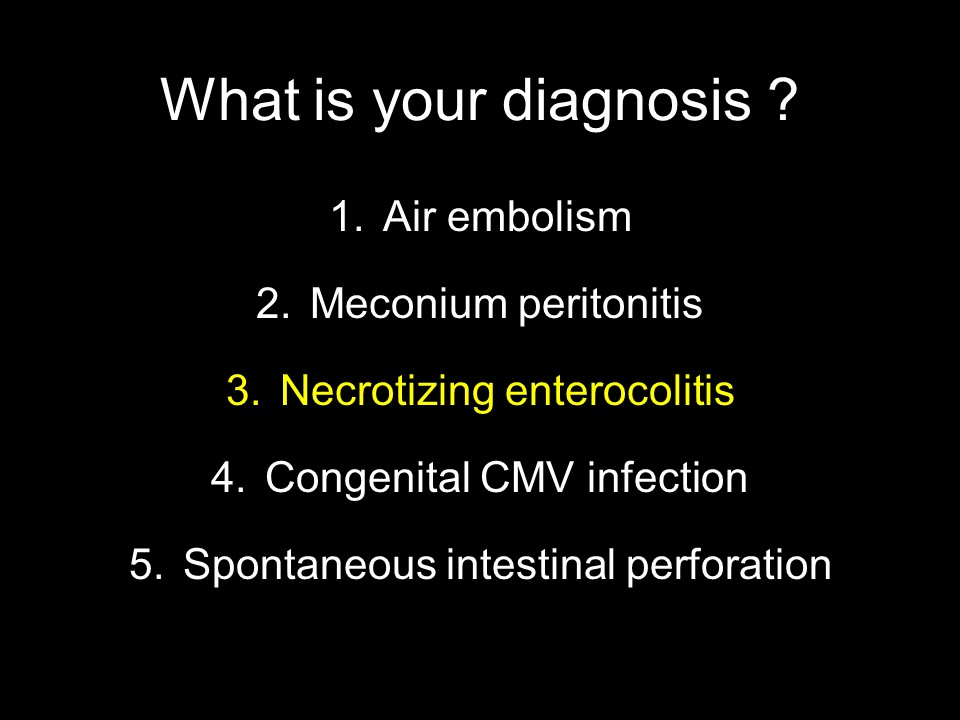 What is your diagnosis ?
1. Air embolism
2. Meconium peritonitis
3. Necrotizing enterocolitis
4. Congenital CMV infection
5. Spontaneous intestinal perforation